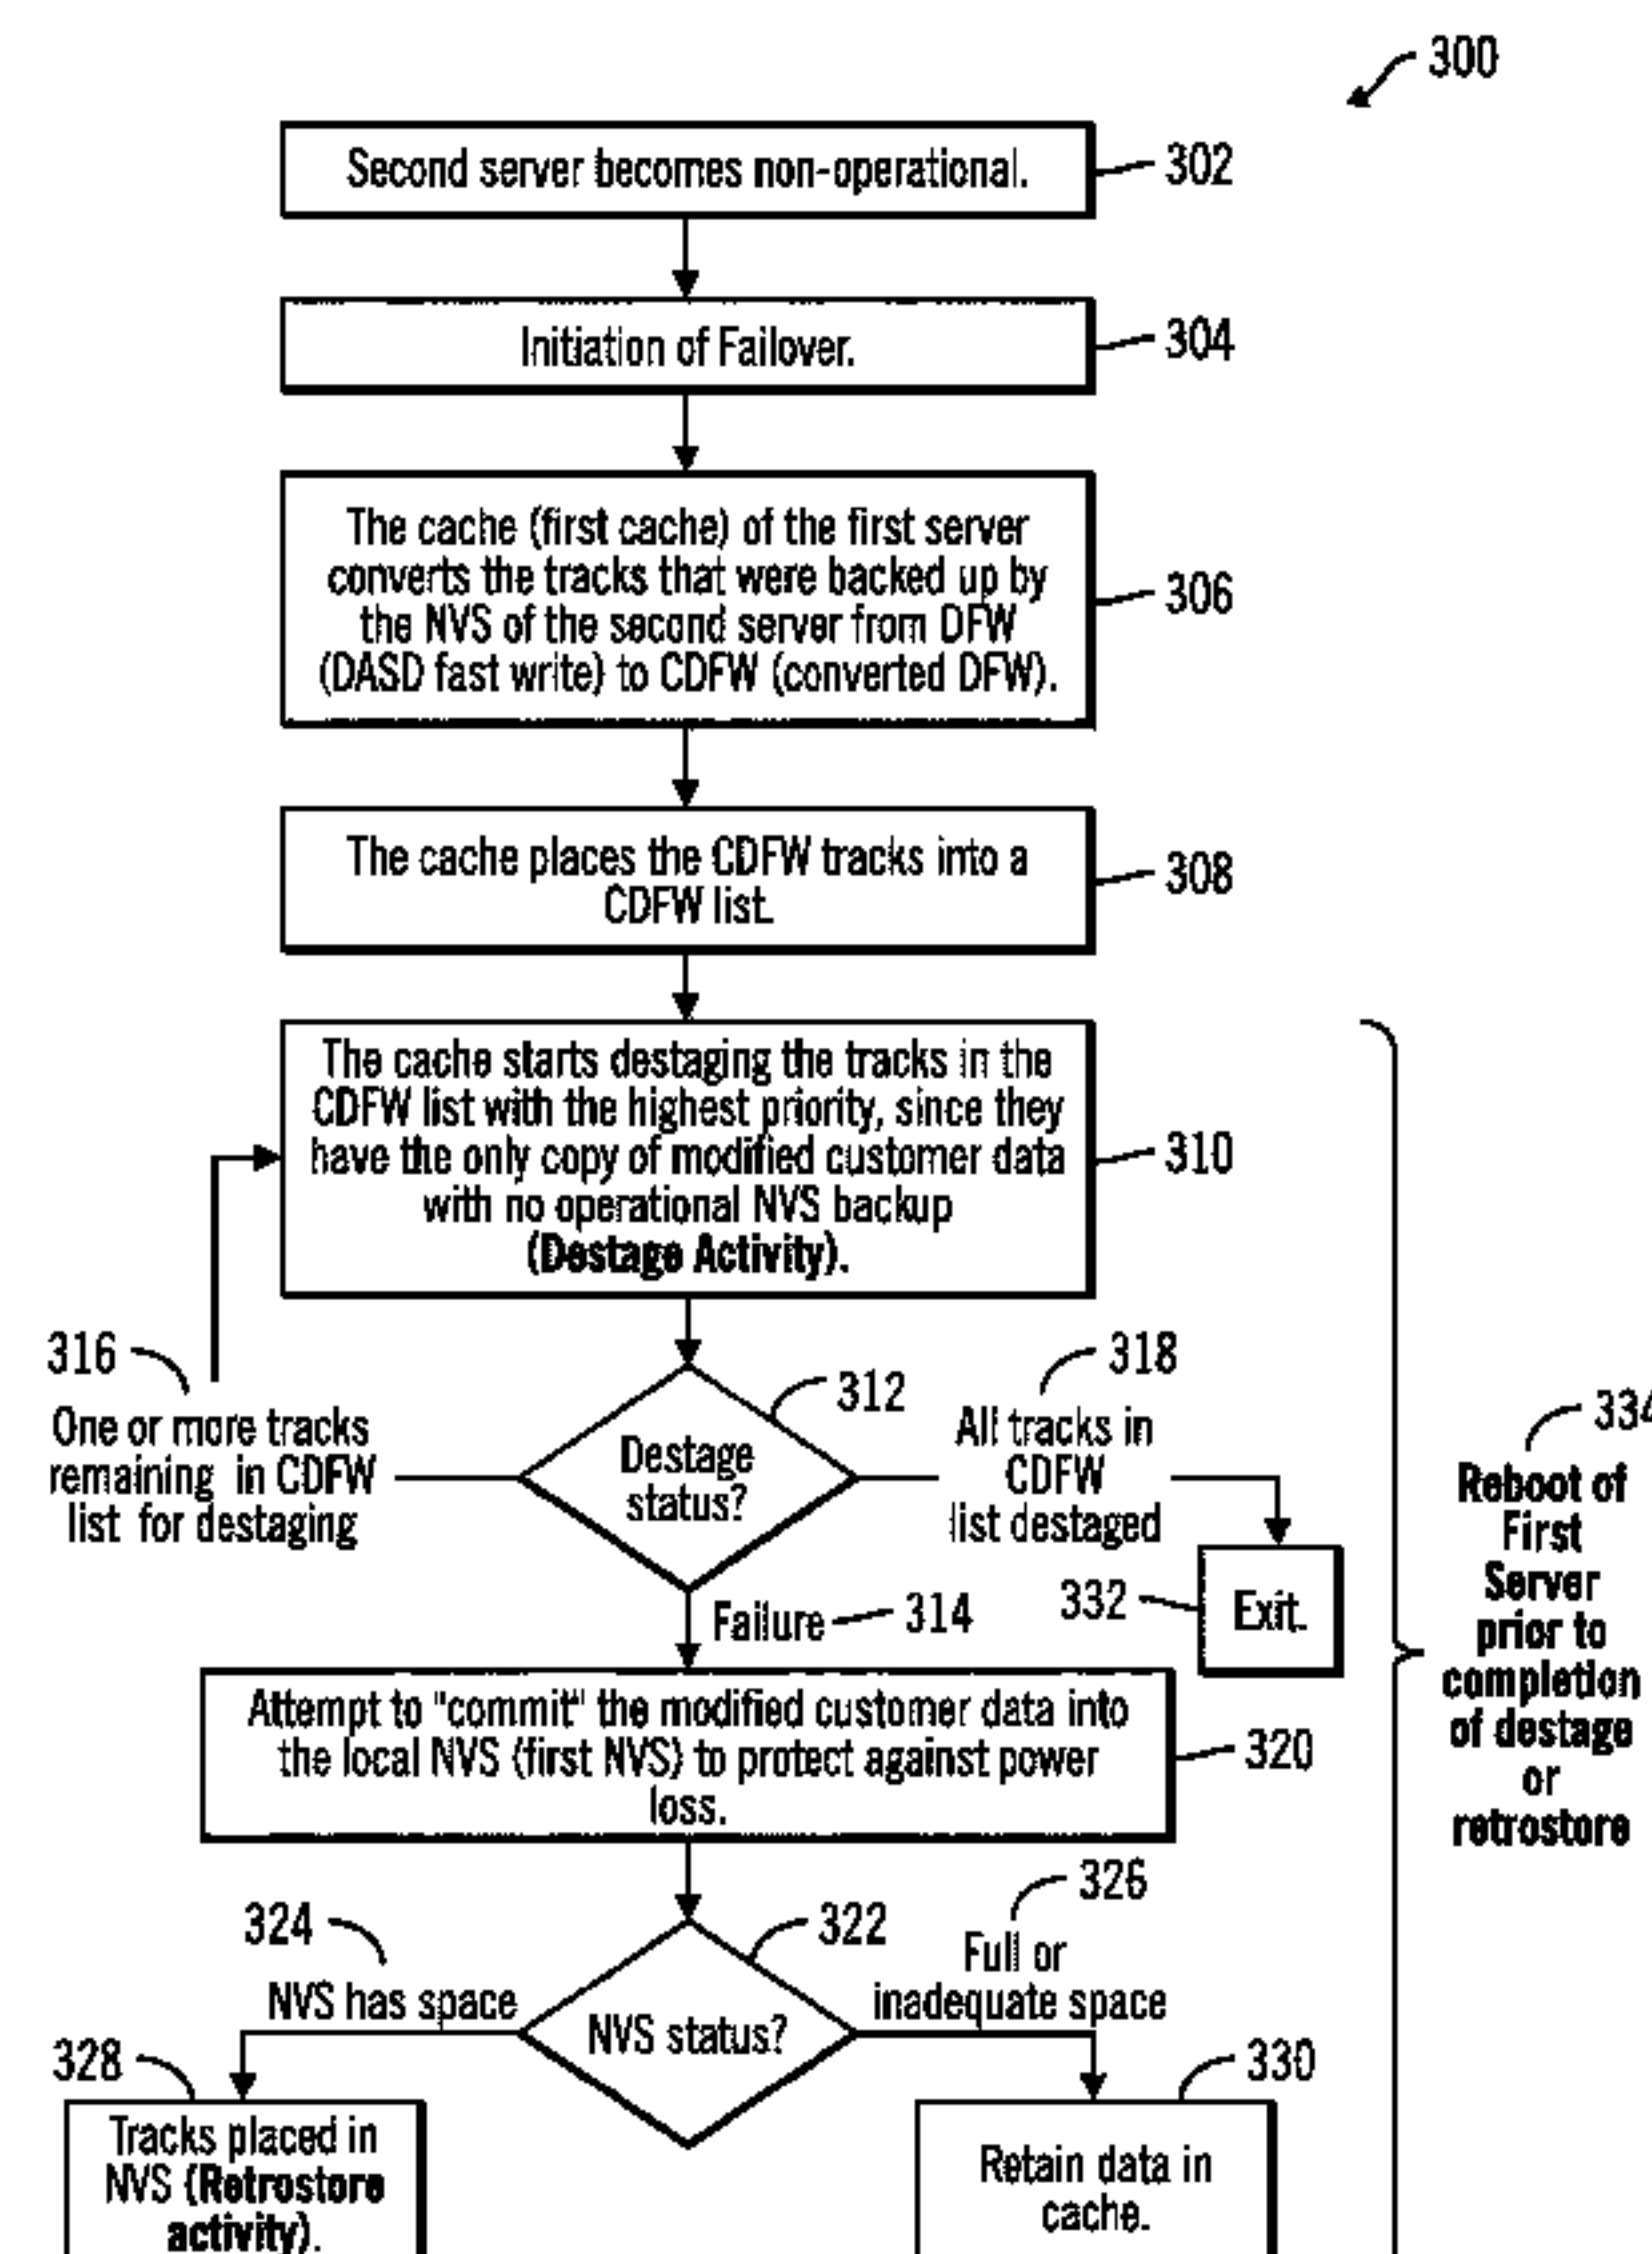 300
Second server becomes non-operational.
302
Initiation of Failover.
304
The cache (first cache) of the first server
converts the tracks that were backed up by
the NVS of the second server from DFW
(DASD fast write) to CDFW (converted DFW).
306
The cache places the CDFW tracks into a
CDFW list.
308
The cache starts destaging the tracks in the
CDFW list with the highest priority, since they
have the only copy of modified customer data
with no operational NVS backup
(Destage Activity).
310
316
One or more tracks
remaining in CDFW
list for destaging
312
Destage
status?
318
All tracks in
CDFW
list destaged
332
Exit.
Failure
314
334
Reboot of
First
Server
prior to
completion
of destage
or
retrostore
Attempt to "commit" the modified customer data into
the local NVS (first NVS) to protect against power
loss.
320
324
NVS has space
322
NVS status?
326
Full or
inadequate space
328
Tracks placed in
NVS (Retrostore
activity).
330
Retain data in
cache.